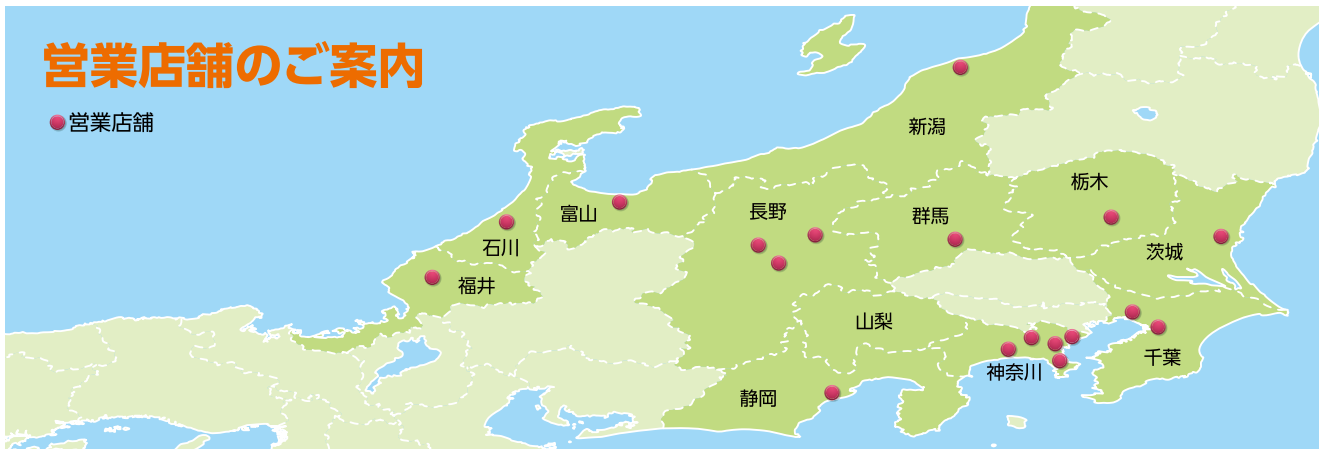 営業店舗のご案内
営業店舗
新潟
栃木
長野
富山
群馬
石川
茨城
福井
山梨
千葉
神奈川
静岡